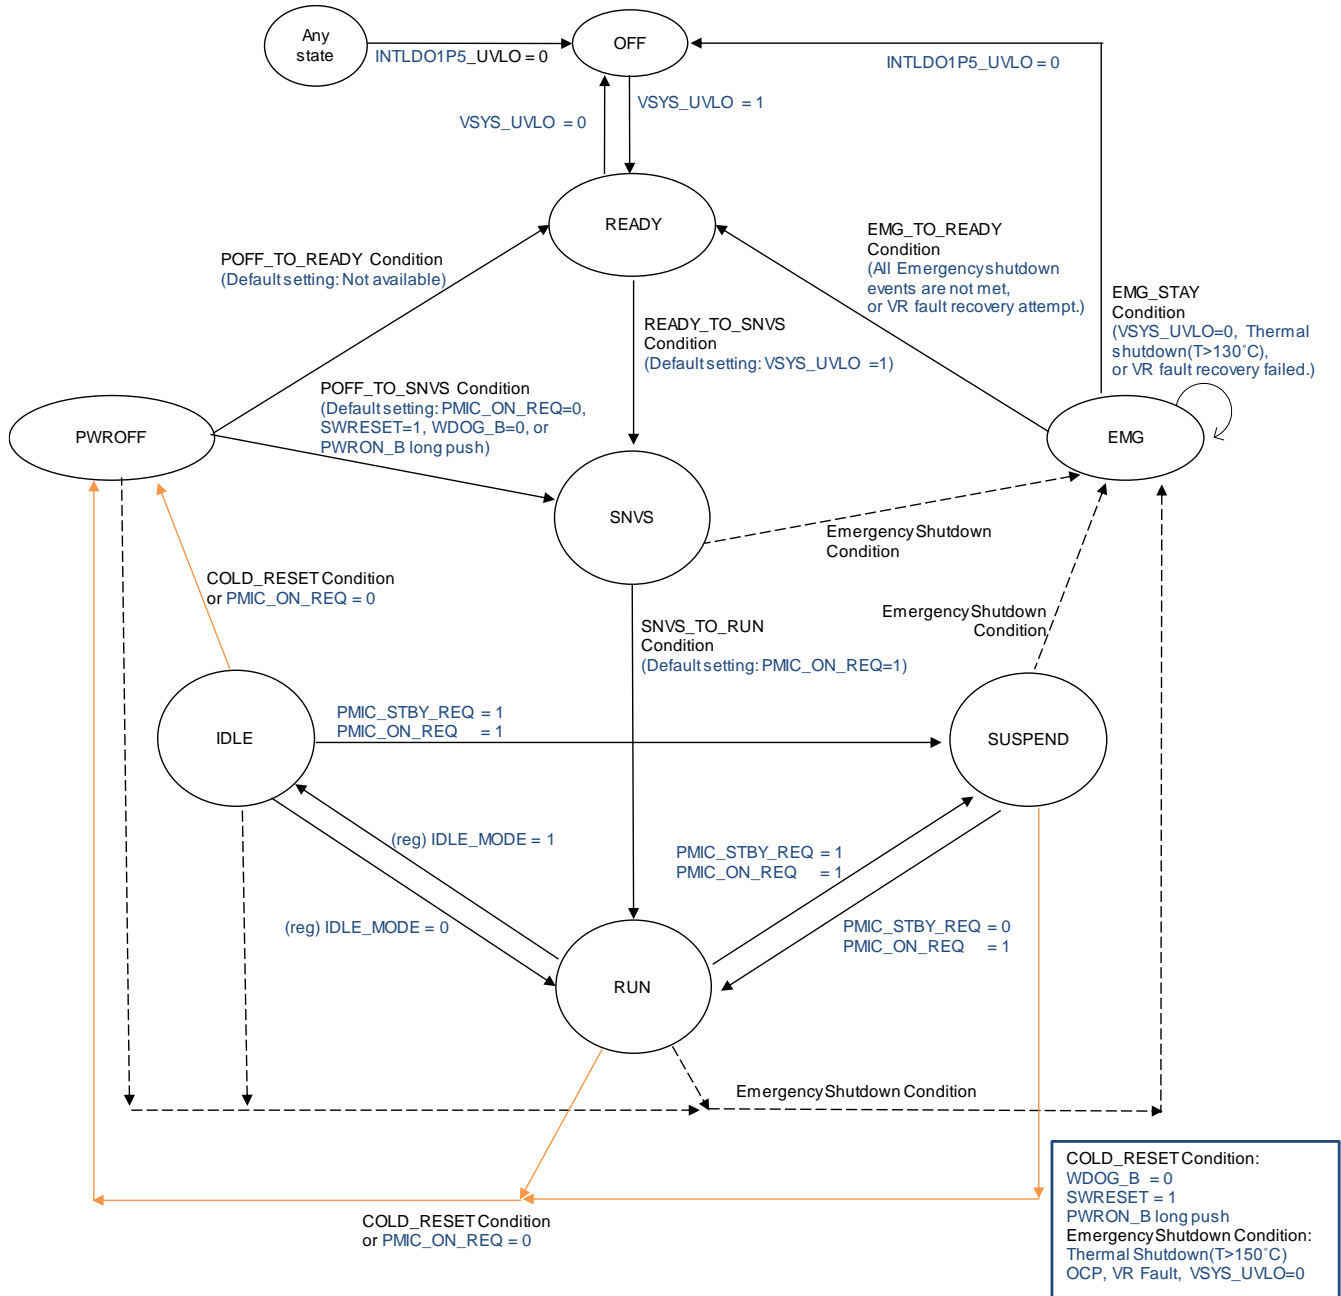 Any
state
OFF
INTLDO1P5_UVLO = 0
INTLDO1P5_UVLO = 0
VSYS_UVLO = 1
VSYS_UVLO = 0
READY
EMG_TO_READY
Condition
(All Emergency shutdown
events are not met,
or VR fault recovery attempt.)
POFF_TO_READY Condition
(Default setting: Not available)
EMG_STAY
Condition
(VSYS_UVLO=0, Thermal
shutdown(T>130˚C),
or VR fault recovery failed.)
READY_TO_SNVS
Condition
(Default setting: VSYS_UVLO =1)
POFF_TO_SNVS Condition
(Default setting: PMIC_ON_REQ=0,
SWRESET=1, WDOG_B=0, or
PWRON_B long push)
PWROFF
EMG
SNVS
Emergency Shutdown
Condition
COLD_RESET Condition
or PMIC_ON_REQ = 0
Emergency Shutdown
Condition
SNVS_TO_RUN
Condition
(Default setting: PMIC_ON_REQ=1)
PMIC_STBY_REQ = 1
PMIC_ON_REQ = 1
IDLE
SUSPEND
(reg) IDLE_MODE = 1
PMIC_STBY_REQ = 1
PMIC_ON_REQ = 1
(reg) IDLE_MODE = 0
PMIC_STBY_REQ = 0
PMIC_ON_REQ = 1
RUN
Emergency Shutdown Condition
COLD_RESET Condition
or PMIC_ON_REQ = 0
COLD_RESET Condition:
WDOG_B = 0
SWRESET = 1
PWRON_B long push
Emergency Shutdown Condition:
Thermal Shutdown(T>150˚C)
OCP, VR Fault, VSYS_UVLO=0